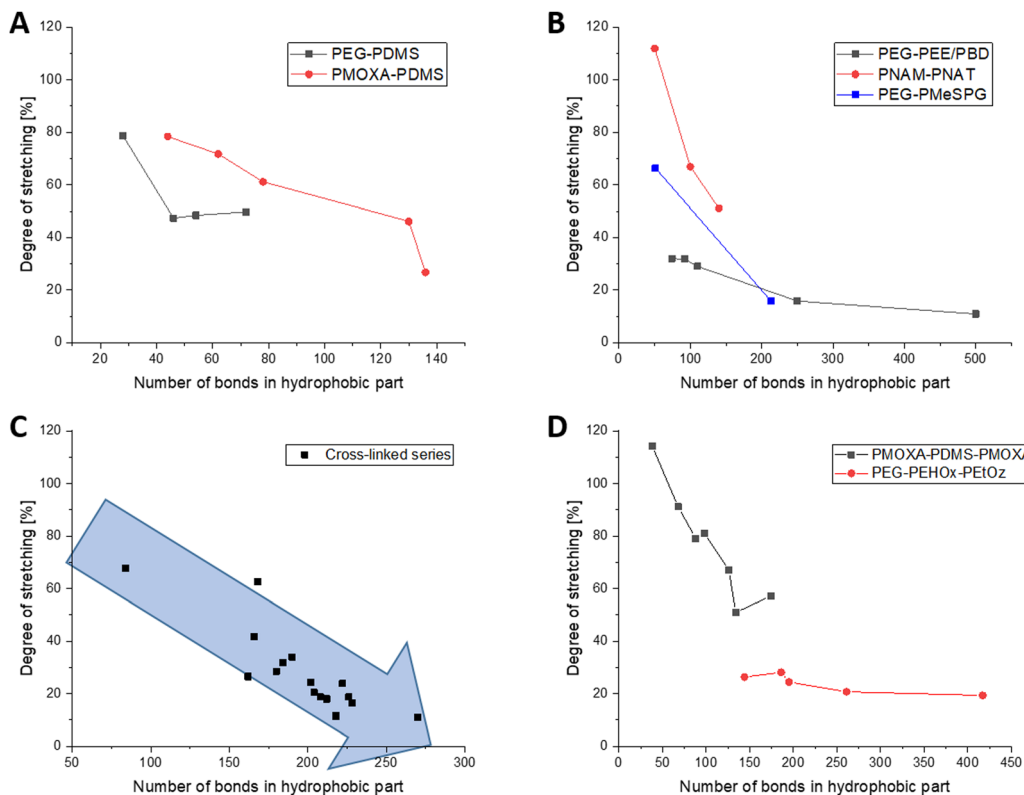 A
120
100
80
60
40
20
0
Degree of stretching [%]
PEG-PDMS
PMOXA-PDMS
20 40 60 80 100 120 140
Number of bonds in hydrophobic part
B
120
100
80
60
40
20
0
Degree of stretching [%]
PEG-PEE/PBD
PNAM-PNAT
PEG-PMeSPG
0 100 200 300 400 500
Number of bonds in hydrophobic part
C
120
100
80
60
40
20
0
Degree of stretching [%]
Cross-linked series
50 100 150 200 250 300
Number of bonds in hydrophobic part
D
120
100
80
60
40
20
0
Degree of stretching [%]
PMOXA-PDMS-PMOXA
PEG-PEHOx-PEtOz
0 50 100 150 200 250 300 350 400 450
Number of bonds in hydrophobic part